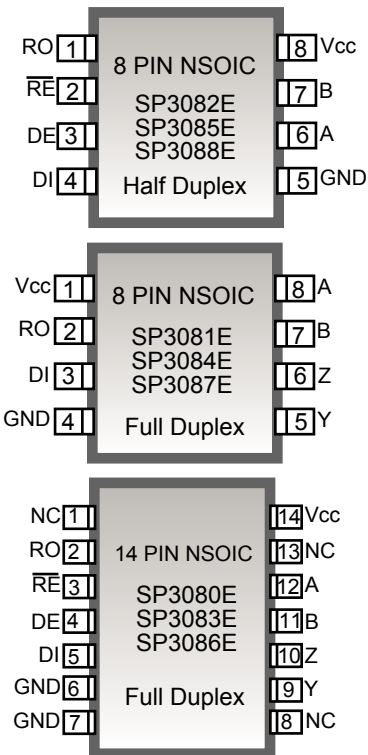 RO 1 8 Vcc
8 PIN NSOIC
R̅E̅ 2 7 B
SP3082E
DE 3 SP3085E 6 A
SP3088E
DI 4 Half Duplex 5 GND
Vcc 1 8 A
8 PIN NSOIC
RO 2 7 B
SP3081E
DI 3 SP3084E 6 Z
SP3087E
GND 4 Full Duplex 5 Y
NC 1 14 Vcc
RO 2 14 PIN NSOIC 13 NC
R̅E̅ 3 SP3080E 12 A
DE 4 SP3083E 11 B
SP3086E
DI 5 10 Z
GND 6 Full Duplex 9 Y
GND 7 8 NC